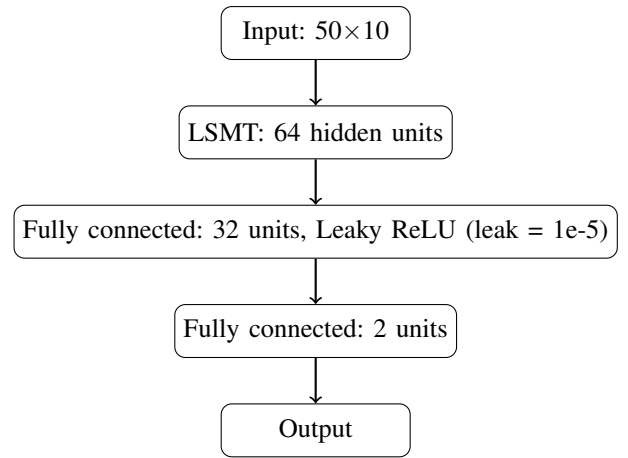 Input: 50×10
LSMT: 64 hidden units
Fully connected: 32 units, Leaky ReLU (leak = 1e-5)
Fully connected: 2 units
Output